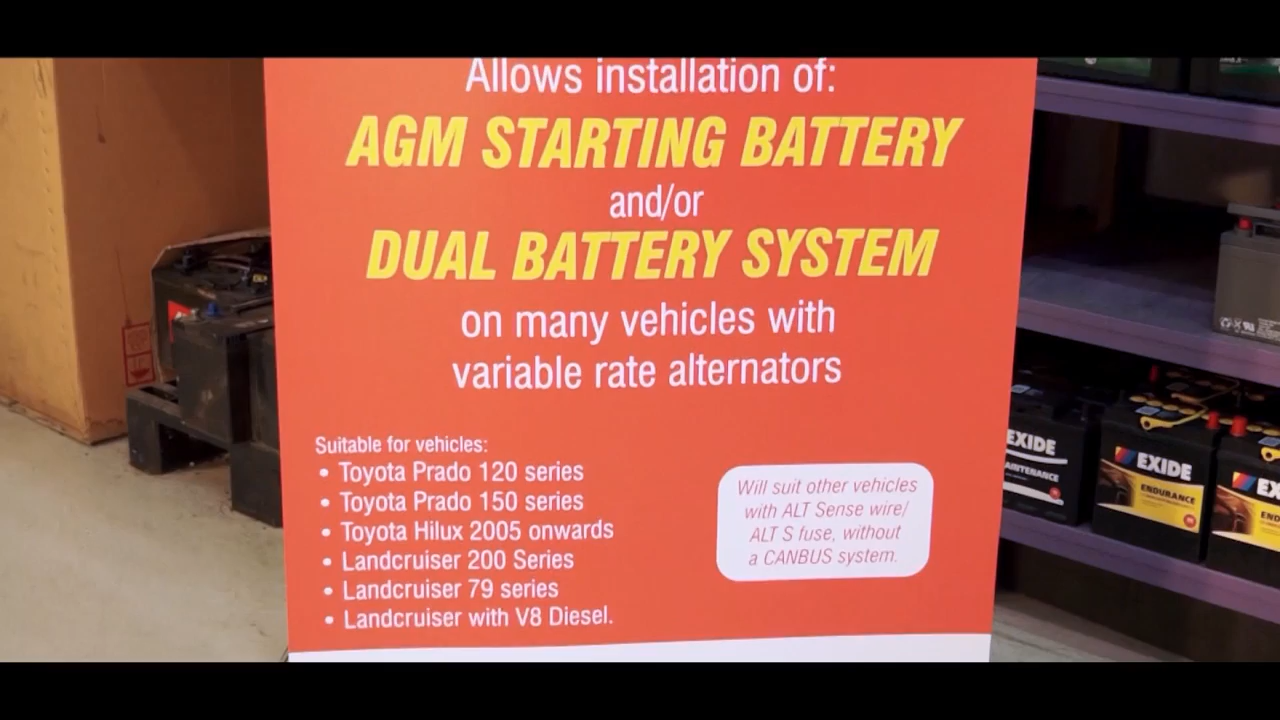 Allows installation of:
AGM STARTING BATTERY
and/or
DUAL BATTERY SYSTEM
on many vehicles with
variable rate alternators
Suitable for vehicles:
• Toyota Prado 120 series
• Toyota Prado 150 series
• Toyota Hilux 2005 onwards
• Landcruiser 200 Series
• Landcruiser 79 series
• Landcruiser with V8 Diesel.
Will suit other vehicles
with ALT Sense wire/
ALT S fuse, without
a CANBUS system.
EXIDE
EXIDE
ENDURANCE